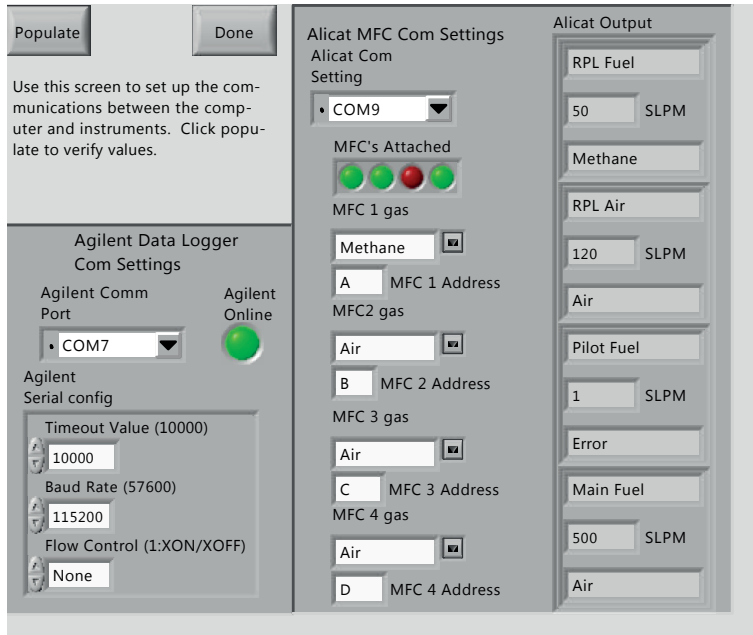 Populate
Done
Use this screen to set up the com-
munications between the comp-
uter and instruments. Click popu-
late to verify values.
Agilent Data Logger
Com Settings
Agilent Comm
Port
Agilent
Online
COM7
Agilent
Serial config
Timeout Value (10000)
10000
Baud Rate (57600)
115200
Flow Control (1:XON/XOFF)
None
Alicat MFC Com Settings
Alicat Com
Setting
COM9
MFC's Attached
MFC 1 gas
Methane
A MFC 1 Address
MFC2 gas
Air
B MFC 2 Address
MFC 3 gas
Air
C MFC 3 Address
MFC 4 gas
Air
D MFC 4 Address
Alicat Output
RPL Fuel
50 SLPM
Methane
RPL Air
120 SLPM
Air
Pilot Fuel
1 SLPM
Error
Main Fuel
500 SLPM
Air